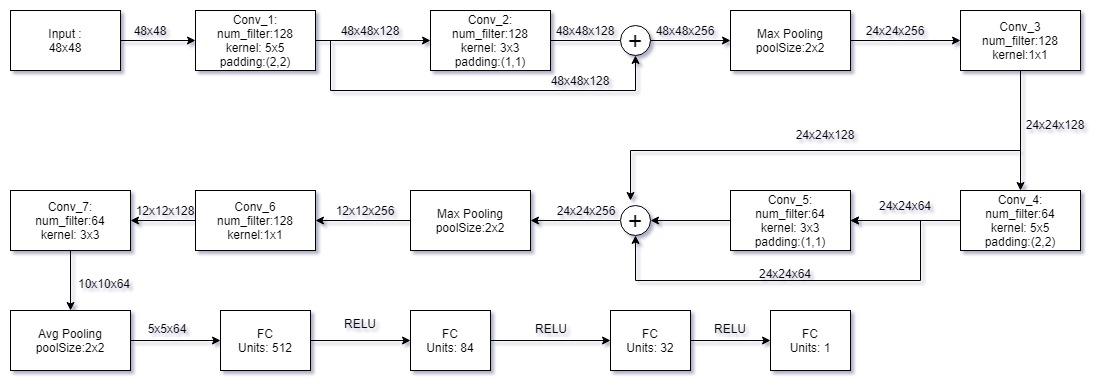 Input :
48x48
48x48
Conv_1:
num_filter:128
kernel: 5x5
padding:(2,2)
48x48x128
Conv_2:
num_filter:128
kernel: 3x3
padding:(1,1)
48x48x128
+
48x48x256
48x48x128
Max Pooling
poolSize:2x2
24x24x256
Conv_3
num_filter:128
kernel:1x1
24x24x128
24x24x128
Conv_4:
num_filter:64
kernel: 5x5
padding:(2,2)
24x24x64
Conv_5:
num_filter:64
kernel: 3x3
padding:(1,1)
24x24x64
+
24x24x256
Max Pooling
poolSize:2x2
12x12x256
Conv_6
num_filter:128
kernel:1x1
12x12x128
Conv_7:
num_filter:64
kernel: 3x3
10x10x64
Avg Pooling
poolSize:2x2
5x5x64
FC
Units: 512
RELU
FC
Units: 84
RELU
FC
Units: 32
RELU
FC
Units: 1